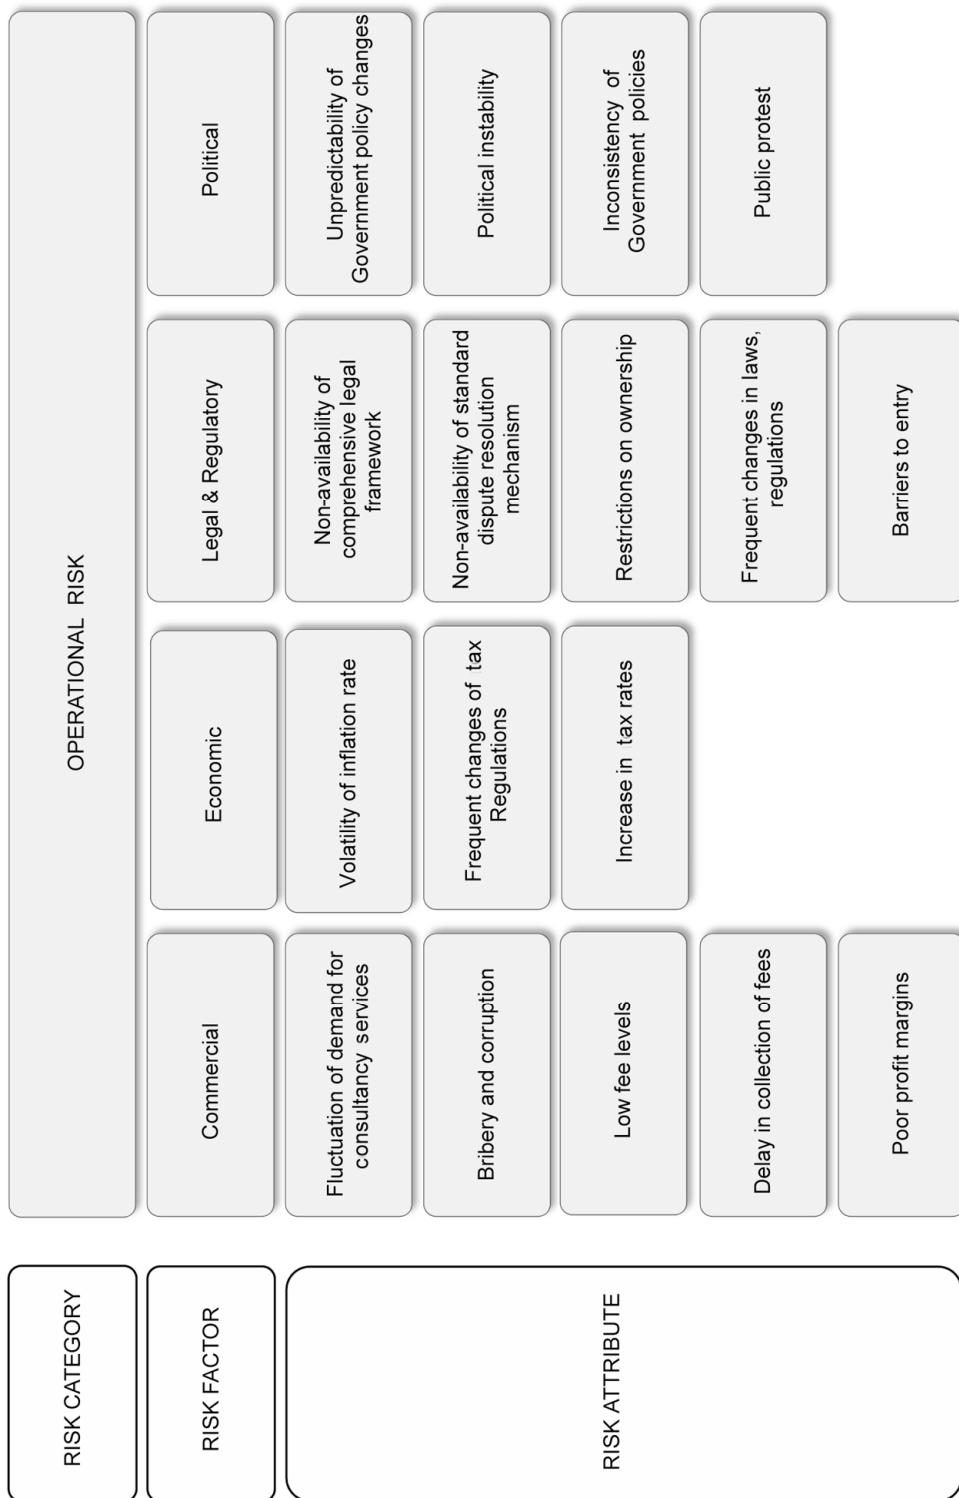 RISK CATEGORY
OPERATIONAL RISK
RISK FACTOR
Commercial
Economic
Legal & Regulatory
Political
RISK ATTRIBUTE
Fluctuation of demand for
consultancy services
Bribery and corruption
Low fee levels
Delay in collection of fees
Poor profit margins
Volatility of inflation rate
Frequent changes of tax
Regulations
Increase in tax rates
Non-availability of
comprehensive legal
framework
Non-availability of standard
dispute resolution
mechanism
Restrictions on ownership
Frequent changes in laws,
regulations
Barriers to entry
Unpredictability of
Government policy changes
Political instability
Inconsistency of
Government policies
Public protest